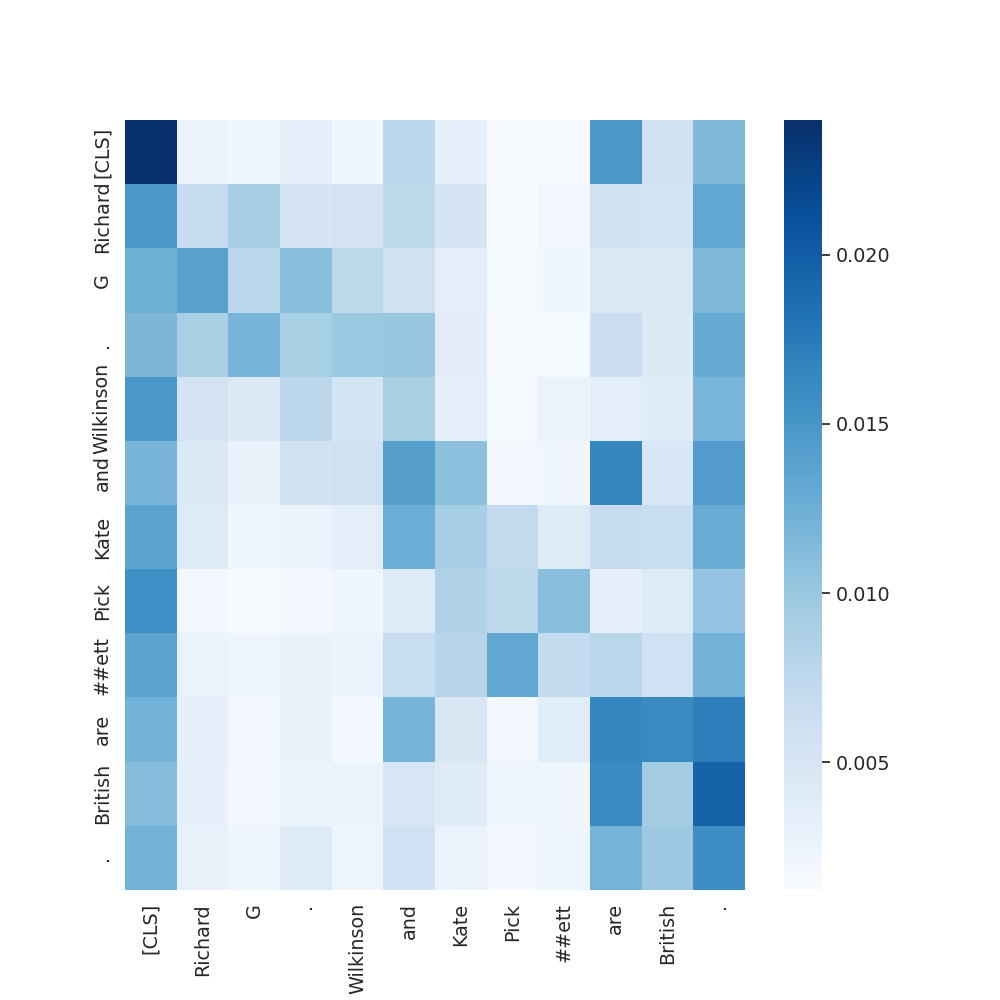 [CLS]
Richard
G
.
Wilkinson
and
Kate
Pick
##ett
are
British
.
0.020
0.015
0.010
0.005
[CLS]
Richard
G
.
Wilkinson
and
Kate
Pick
##ett
are
British
.